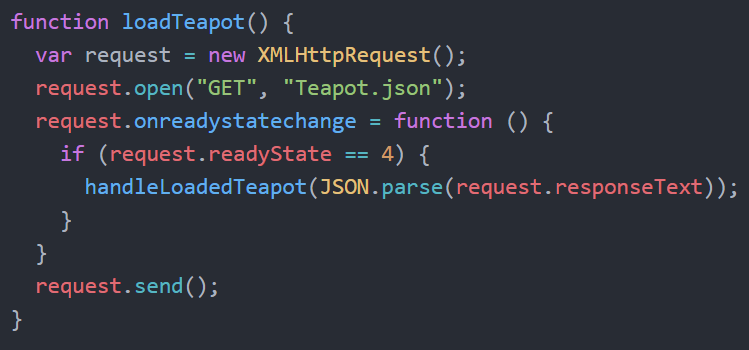 function loadTeapot() {
  var request = new XMLHttpRequest();
  request.open("GET", "Teapot.json");
  request.onreadystatechange = function () {
    if (request.readyState == 4) {
      handleLoadedTeapot(JSON.parse(request.responseText));
    }
  }
  request.send();
}